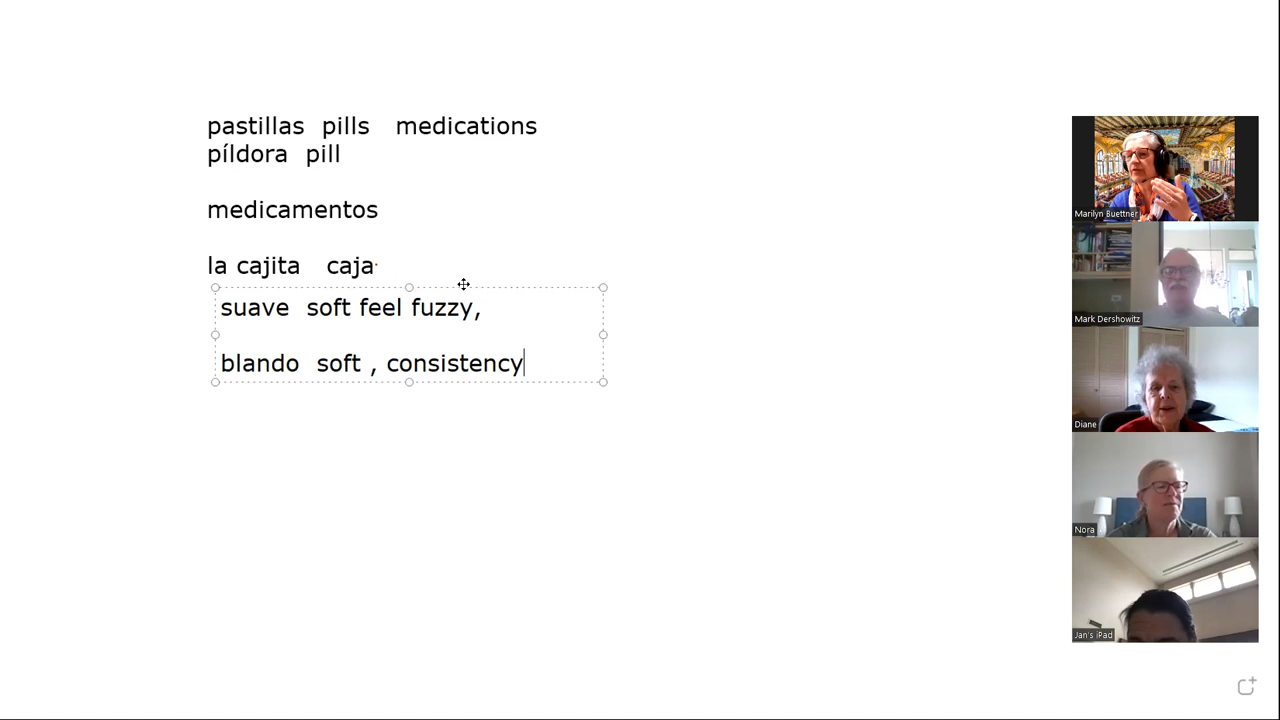 pastillas pills medications
píldora pill
medicamentos
la cajita caja
suave soft feel fuzzy,
blando soft , consistency
Marilyn Buettner
Mark Dershowitz
Diane
Nora
Jan's iPad